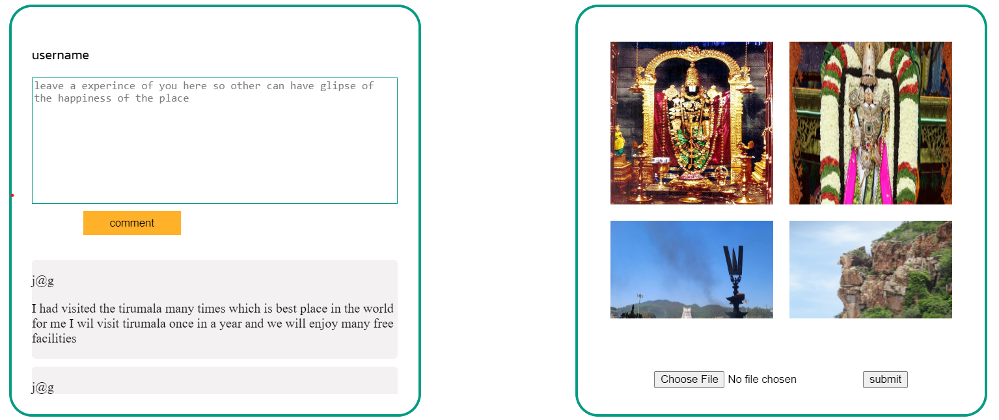 username
leave a experince of you here so other can have glipse of
the happiness of the place
comment
j@g
I had visited the tirumala many times which is best place in the world
for me I wil visit tirumala once in a year and we will enjoy many free
facilities
j@g
Choose File No file chosen
submit